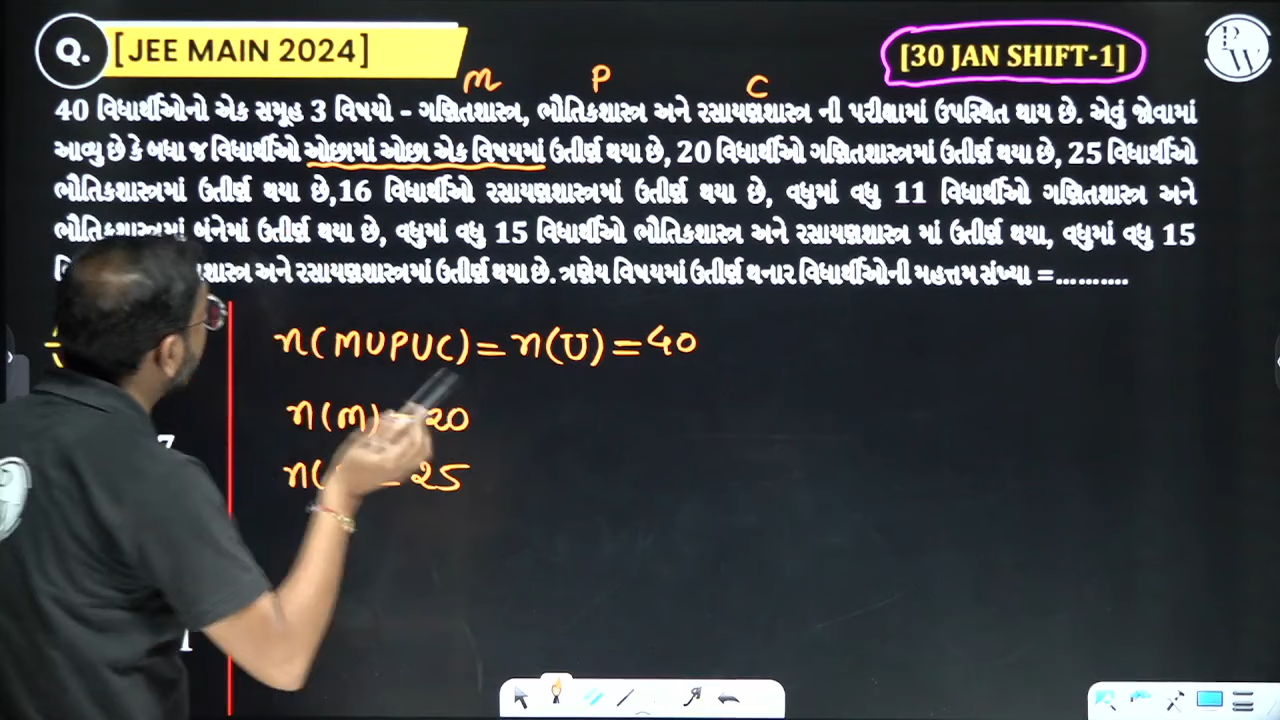 Q. [JEE MAIN 2024]
[30 JAN SHIFT-1]
PW
M P C
40 વિદ્યાર્થીઓનો એક સમૂહ 3 વિષયો - ગણિતશાસ્ત્ર, ભૌતિકશાસ્ત્ર અને રસાયણશાસ્ત્ર ની પરીક્ષામાં ઉપસ્થિત થાય છે. એવું જોવામાં
આવ્યુ છે કે બધા જ વિદ્યાર્થીઓ ઓછામાં ઓછા એક વિષયમાં ઉતીર્ણ થયા છે, 20 વિદ્યાર્થીઓ ગણિતશાસ્ત્રમાં ઉતીર્ણ થયા છે, 25 વિદ્યાર્થીઓ
ભૌતિકશાસ્ત્રમાં ઉતીર્ણ થયા છે,16 વિદ્યાર્થીઓ રસાયણશાસ્ત્રમાં ઉતીર્ણ થયા છે, વધુમાં વધુ 11 વિદ્યાર્થીઓ ગણિતશાસ્ત્ર અને
ભૌતિકશાસ્ત્રમાં બંનેમાં ઉતીર્ણ થયા છે, વધુમાં વધુ 15 વિદ્યાર્થીઓ ભૌતિકશાસ્ત્ર અને રસાયણશાસ્ત્ર માં ઉતીર્ણ થયા, વધુમાં વધુ 15
અને રસાયણશાસ્ત્રમાં ઉતીર્ણ થયા છે. ત્રણેય વિષયમાં ઉતીર્ણ થનાર વિદ્યાર્થીઓની મહત્તમ સંખ્યા =..........
n(MUPUC) = n(U) = 40
n(M) = 20
n( = 25